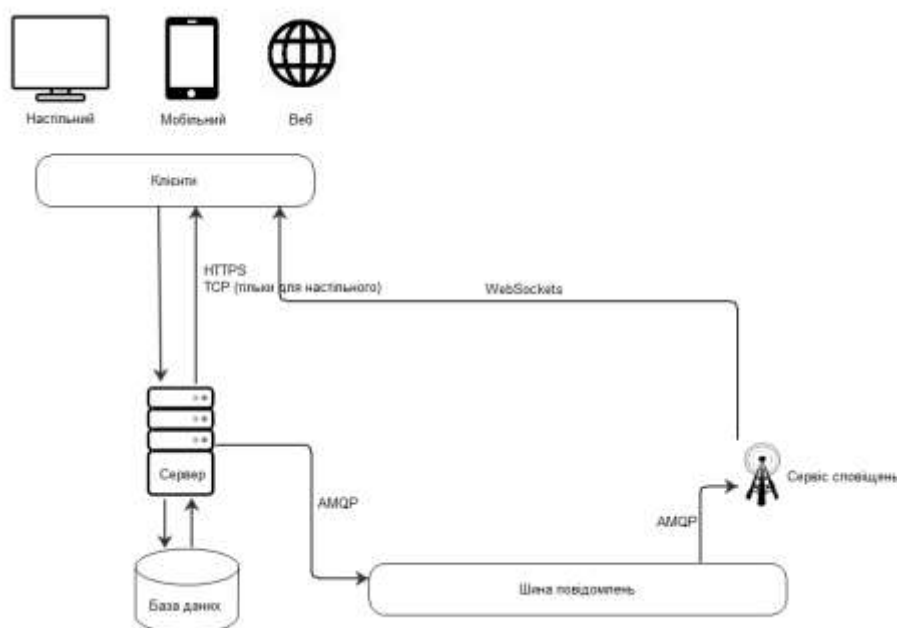 Настільний
Мобільний
Веб
Клієнти
HTTPS
TCP (тільки для настільного)
WebSockets
Сервер
Сервіс сповіщень
AMQP
AMQP
Шина повідомлень
База даних